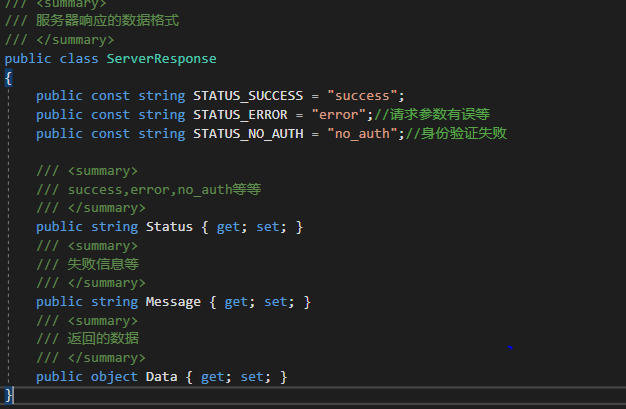 /// <summary>
/// 服务器响应的数据格式
/// </summary>
public class ServerResponse
{
public const string STATUS_SUCCESS = "success";
public const string STATUS_ERROR = "error";//请求参数有误等
public const string STATUS_NO_AUTH = "no_auth";//身份验证失败
/// <summary>
/// success,error,no_auth等等
/// </summary>
public string Status { get; set; }
/// <summary>
/// 失败信息等
/// </summary>
public string Message { get; set; }
/// <summary>
/// 返回的数据
/// </summary>
public object Data { get; set; }
}